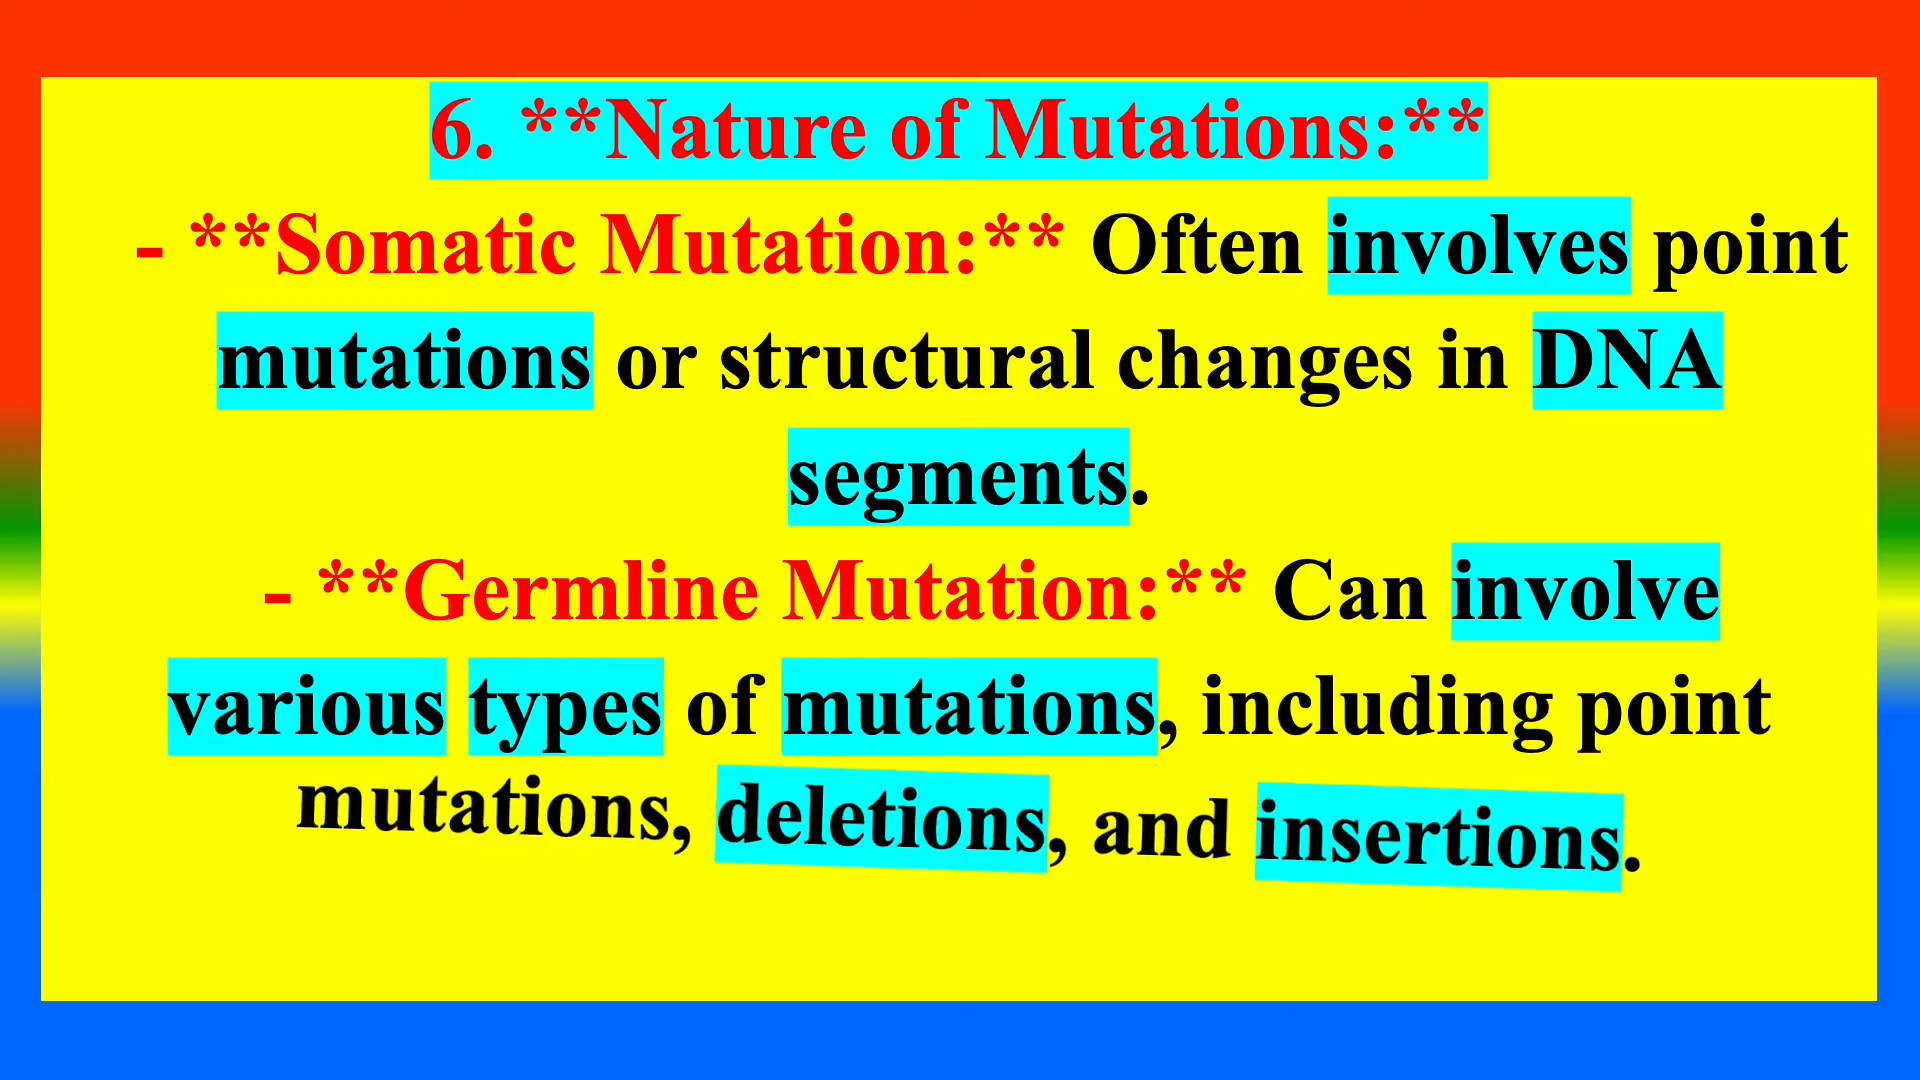 6. **Nature of Mutations:**
- **Somatic Mutation:** Often involves point
mutations or structural changes in DNA
segments.
- **Germline Mutation:** Can involve
various types of mutations, including point
mutations, deletions, and insertions.